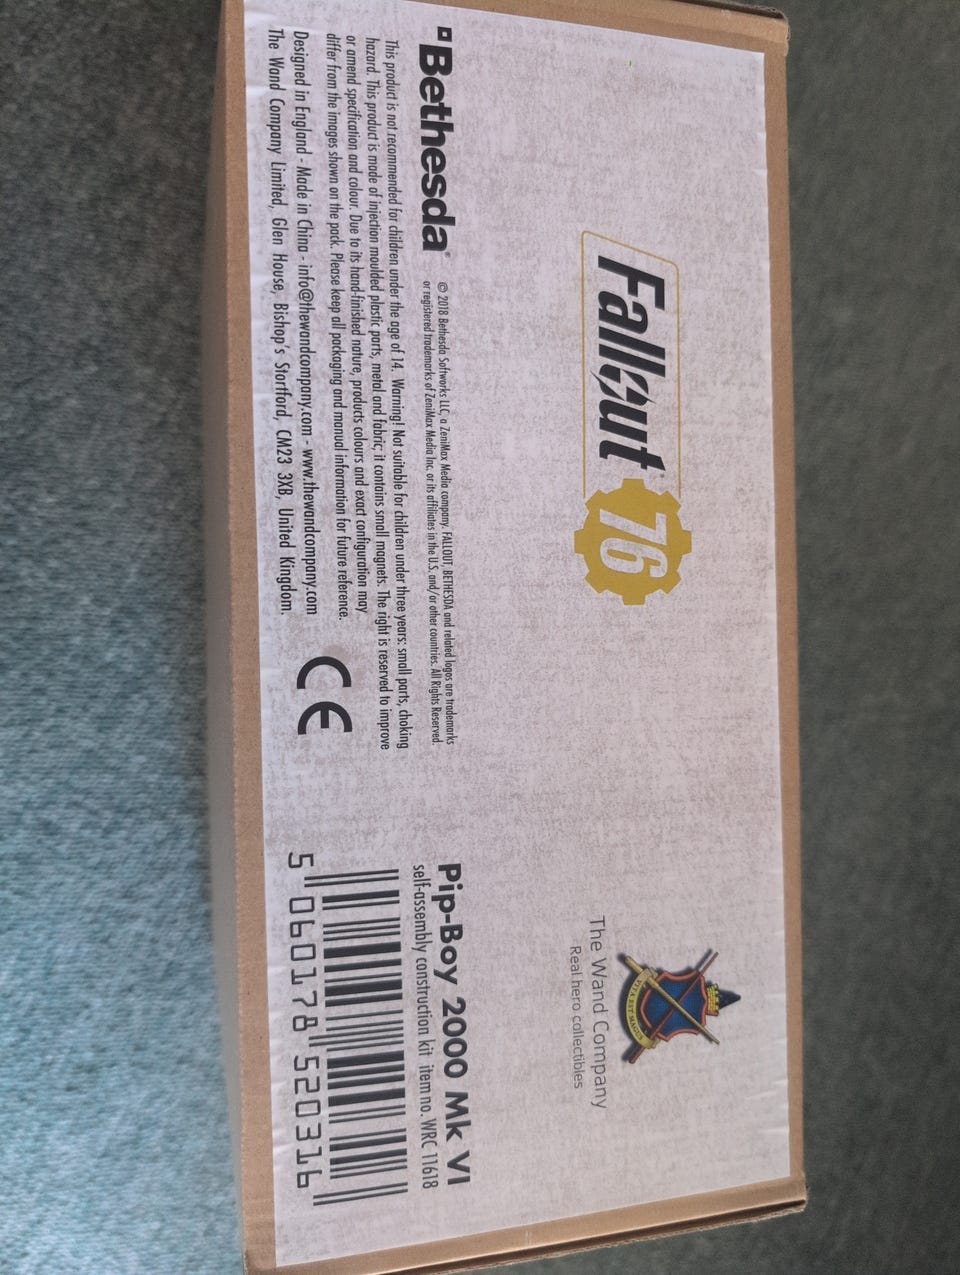 Fallout®
76
The Wand Company
Real hero collectibles
VITA EST MAGUS
Bethesda®
© 2018 Bethesda Softworks LLC, a ZeniMax Media company. FALLOUT, BETHESDA and related logos are trademarks
or registered trademarks of ZeniMax Media Inc. or its affiliates in the U.S. and/or other countries. All Rights Reserved.
This product is not recommended for children under the age of 14. Warning! Not suitable for children under three years: small parts, choking
hazard. This product is made of injection moulded plastic parts, metal and fabric; it contains small magnets. The right is reserved to improve
or amend specification and colour. Due to its hand-finished nature, products colours and exact configuration may
differ from the images shown on the pack. Please keep all packaging and manual information for future reference.
Designed in England - Made in China - info@thewandcompany.com - www.thewandcompany.com
The Wand Company Limited, Glen House, Bishop's Stortford, CM23 3XB, United Kingdom.
CE
Pip-Boy 2000 Mk VI
self-assembly construction kit item no. WRC 11618
5 060178 520316